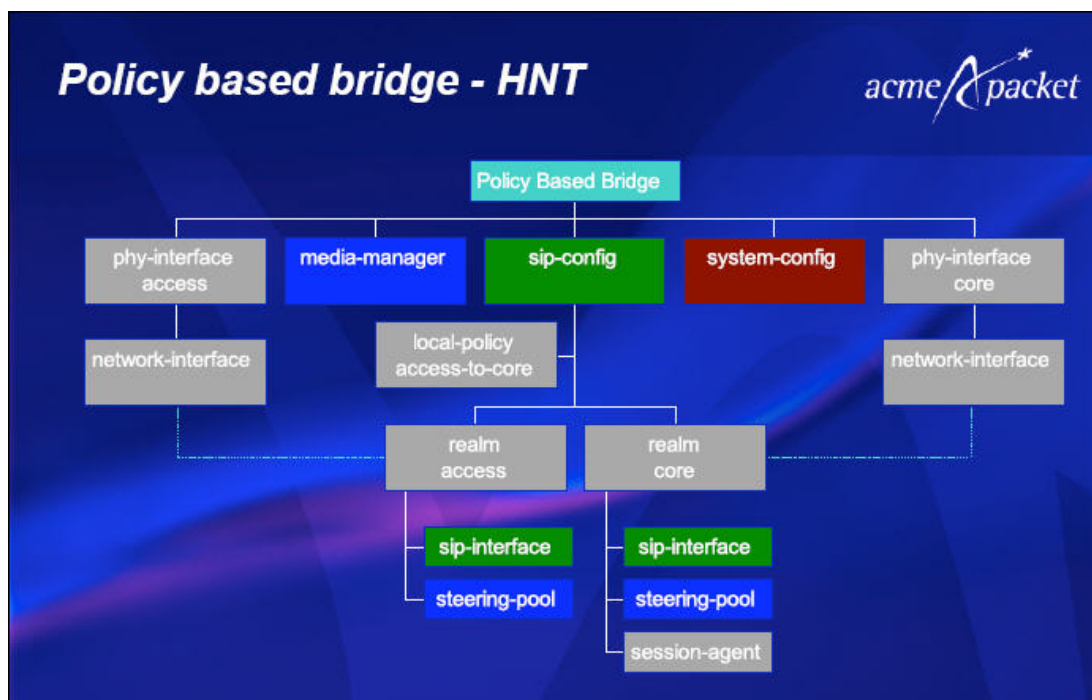 Policy based bridge - HNT
acme packet
Policy Based Bridge
phy-interface
access
media-manager
sip-config
system-config
phy-interface
core
network-interface
local-policy
access-to-core
network-interface
realm
access
realm
core
sip-interface
sip-interface
steering-pool
steering-pool
session-agent